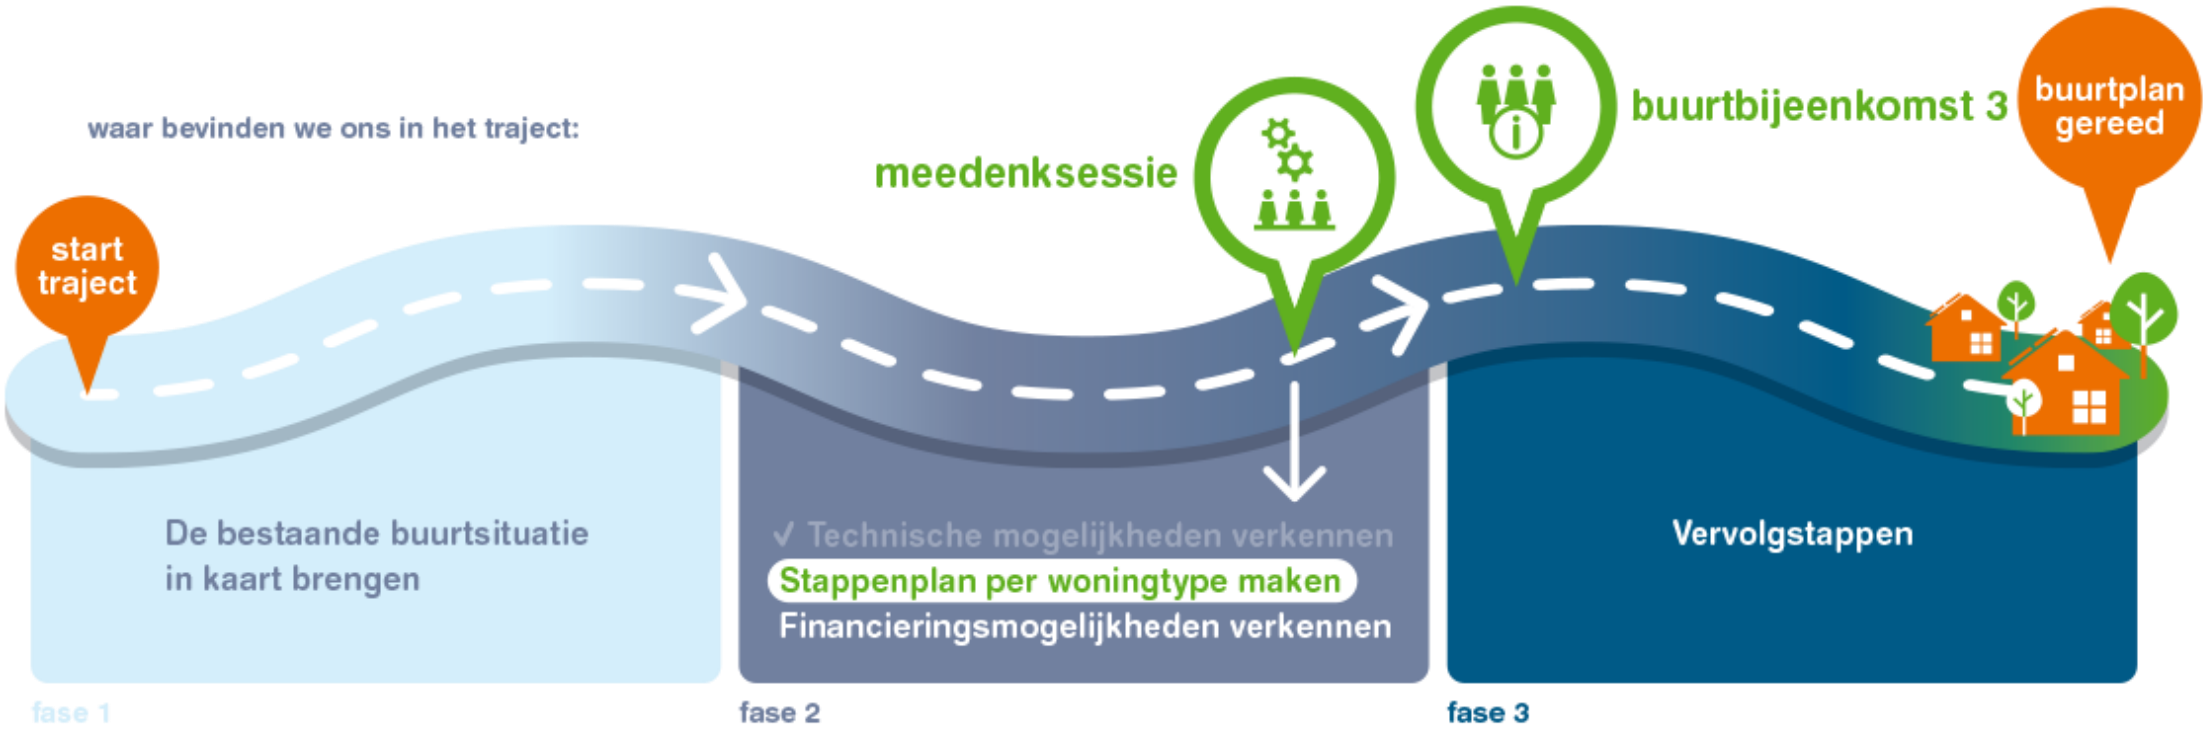 waar bevinden we ons in het traject:
start
traject
meedenksessie
i
buurtbijeenkomst 3
buurtplan
gereed
De bestaande buurtsituatie
in kaart brengen
✓ Technische mogelijkheden verkennen
Stappenplan per woningtype maken
Financieringsmogelijkheden verkennen
Vervolgstappen
fase 1
fase 2
fase 3